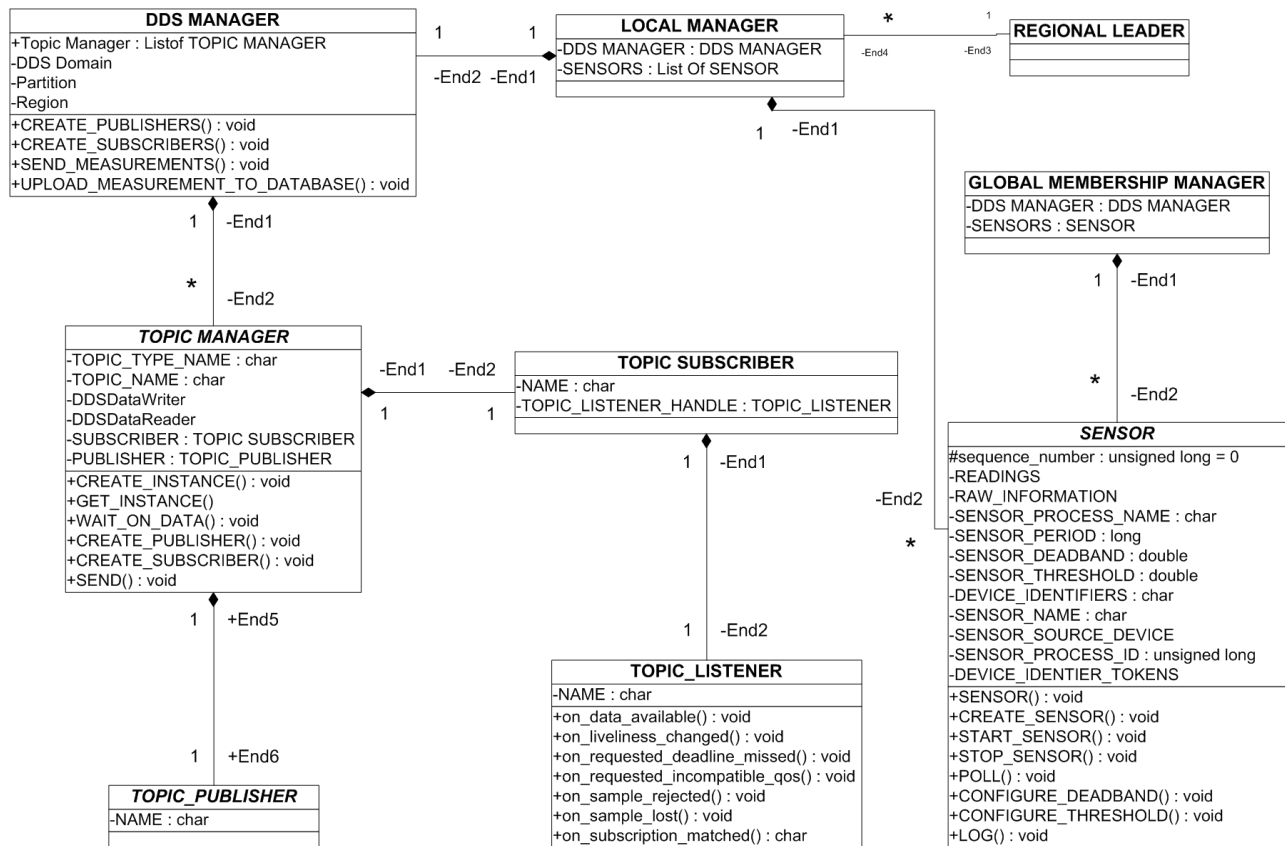 DDS MANAGER
+Topic Manager : Listof TOPIC MANAGER
-DDS Domain
-Partition
-Region
+CREATE_PUBLISHERS() : void
+CREATE_SUBSCRIBERS() : void
+SEND_MEASUREMENTS() : void
+UPLOAD_MEASUREMENT_TO_DATABASE() : void
1 1
-End2 -End1
LOCAL MANAGER
-DDS MANAGER : DDS MANAGER
-SENSORS : List Of SENSOR
* 1
-End4 -End3
REGIONAL LEADER
1 -End1
GLOBAL MEMBERSHIP MANAGER
-DDS MANAGER : DDS MANAGER
-SENSORS : SENSOR
1 -End1
*
-End2
1 -End1
*
-End2
TOPIC MANAGER
-TOPIC_TYPE_NAME : char
-TOPIC_NAME : char
-DDSDataWriter
-DDSDataReader
-SUBSCRIBER : TOPIC SUBSCRIBER
-PUBLISHER : TOPIC_PUBLISHER
+CREATE_INSTANCE() : void
+GET_INSTANCE()
+WAIT_ON_DATA() : void
+CREATE_PUBLISHER() : void
+CREATE_SUBSCRIBER() : void
+SEND() : void
-End1 -End2
1 1
TOPIC SUBSCRIBER
-NAME : char
-TOPIC_LISTENER_HANDLE : TOPIC_LISTENER
1 -End1
1 -End2
-End2
*
SENSOR
#sequence_number : unsigned long = 0
-READINGS
-RAW_INFORMATION
-SENSOR_PROCESS_NAME : char
-SENSOR_PERIOD : long
-SENSOR_DEADBAND : double
-SENSOR_THRESHOLD : double
-DEVICE_IDENTIFIERS : char
-SENSOR_NAME : char
-SENSOR_SOURCE_DEVICE
-SENSOR_PROCESS_ID : unsigned long
-DEVICE_IDENTIER_TOKENS
+SENSOR() : void
+CREATE_SENSOR() : void
+START_SENSOR() : void
+STOP_SENSOR() : void
+POLL() : void
+CONFIGURE_DEADBAND() : void
+CONFIGURE_THRESHOLD() : void
+LOG() : void
1 +End5
1 +End6
TOPIC_PUBLISHER
-NAME : char
TOPIC_LISTENER
-NAME : char
+on_data_available() : void
+on_liveliness_changed() : void
+on_requested_deadline_missed() : void
+on_requested_incompatible_qos() : void
+on_sample_rejected() : void
+on_sample_lost() : void
+on_subscription_matched() : char